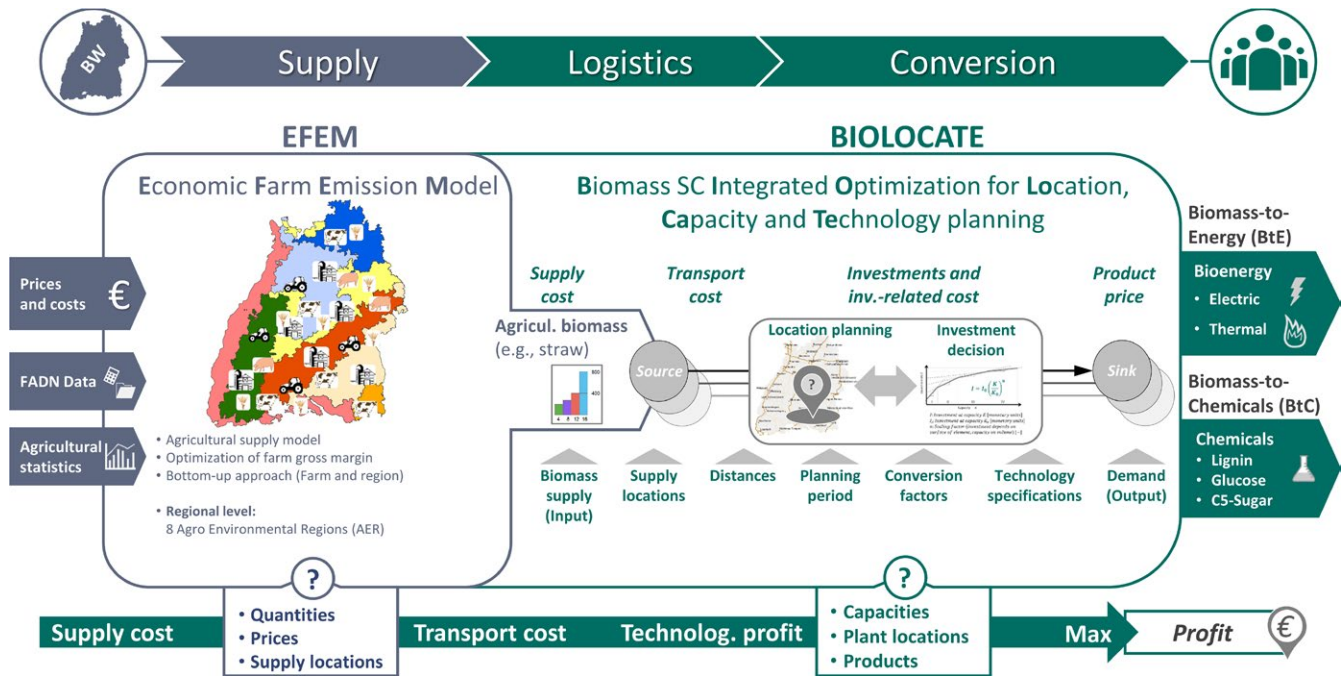 BW
Supply
Logistics
Conversion
EFEM
BIOLOCATE
Economic Farm Emission Model
Biomass SC Integrated Optimization for Location,
Capacity and Technology planning
Prices
and costs
€
FADN Data
Agricultural
statistics
• Agricultural supply model
• Optimization of farm gross margin
• Bottom-up approach (Farm and region)
• Regional level:
8 Agro Environmental Regions (AER)
Supply
cost
Transport
cost
Investments and
inv.-related cost
Product
price
Agricul. biomass
(e.g., straw)
800
400
4 8 12 16
Source
Location planning
?
Investment
decision
Sink
Biomass
supply
(Input)
Supply
locations
Distances
Planning
period
Conversion
factors
Technology
specifications
Demand
(Output)
Biomass-to-
Energy (BtE)
Bioenergy
• Electric
• Thermal
Biomass-to-
Chemicals (BtC)
Chemicals
• Lignin
• Glucose
• C5-Sugar
?
?
Supply cost
• Quantities
• Prices
• Supply locations
Transport cost
Technolog. profit
• Capacities
• Plant locations
• Products
Max
Profit
€